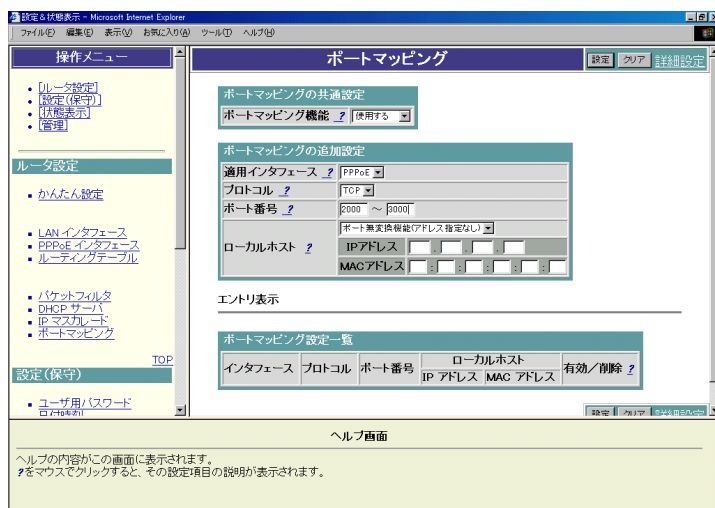 設定&状態表示 - Microsoft Internet Explorer
ファイル(F) 編集(E) 表示(V) お気に入り(A) ツール(T) ヘルプ(H)
操作メニュー
・[ルータ設定]
・[設定(保守)]
・[状態表示]
・[管理]
ルータ設定
・かんたん設定
・LAN インタフェース
・PPPoE インタフェース
・ルーティングテーブル
・パケットフィルタ
・DHCP サーバ
・IP マスカレード
・ポートマッピング
TOP
設定(保守)
・ユーザ用パスワード
日付時刻
ポートマッピング
設定 クリア 詳細設定
ポートマッピングの共通設定
ポートマッピング機能 ? 使用する
ポートマッピングの追加設定
適用インタフェース ? PPPoE
プロトコル ? TCP
ポート番号 ? 2000 ～ 3000
ローカルホスト ? ポート無変換機能(アドレス指定なし)
IPアドレス . . .
MACアドレス : : : : :
エントリ表示
ポートマッピング設定一覧
インタフェース プロトコル ポート番号 ローカルホスト 有効／削除 ?
IP アドレス MAC アドレス
設定 クリア 詳細設定
ヘルプ画面
ヘルプの内容がこの画面に表示されます。
?をマウスでクリックすると、その設定項目の説明が表示されます。